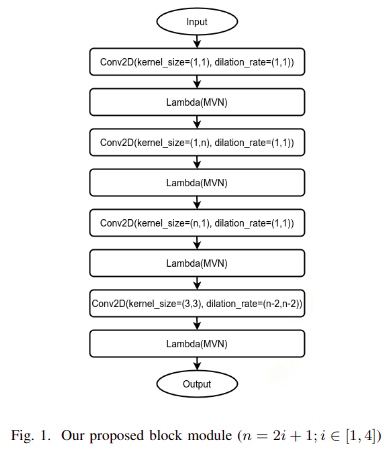 Input
Conv2D(kernel_size=(1,1), dilation_rate=(1,1))
Lambda(MVN)
Conv2D(kernel_size=(1,n), dilation_rate=(1,1))
Lambda(MVN)
Conv2D(kernel_size=(n,1), dilation_rate=(1,1))
Lambda(MVN)
Conv2D(kernel_size=(3,3), dilation_rate=(n-2,n-2))
Lambda(MVN)
Output
Fig. 1. Our proposed block module (n = 2i + 1; i ∈ [1, 4])